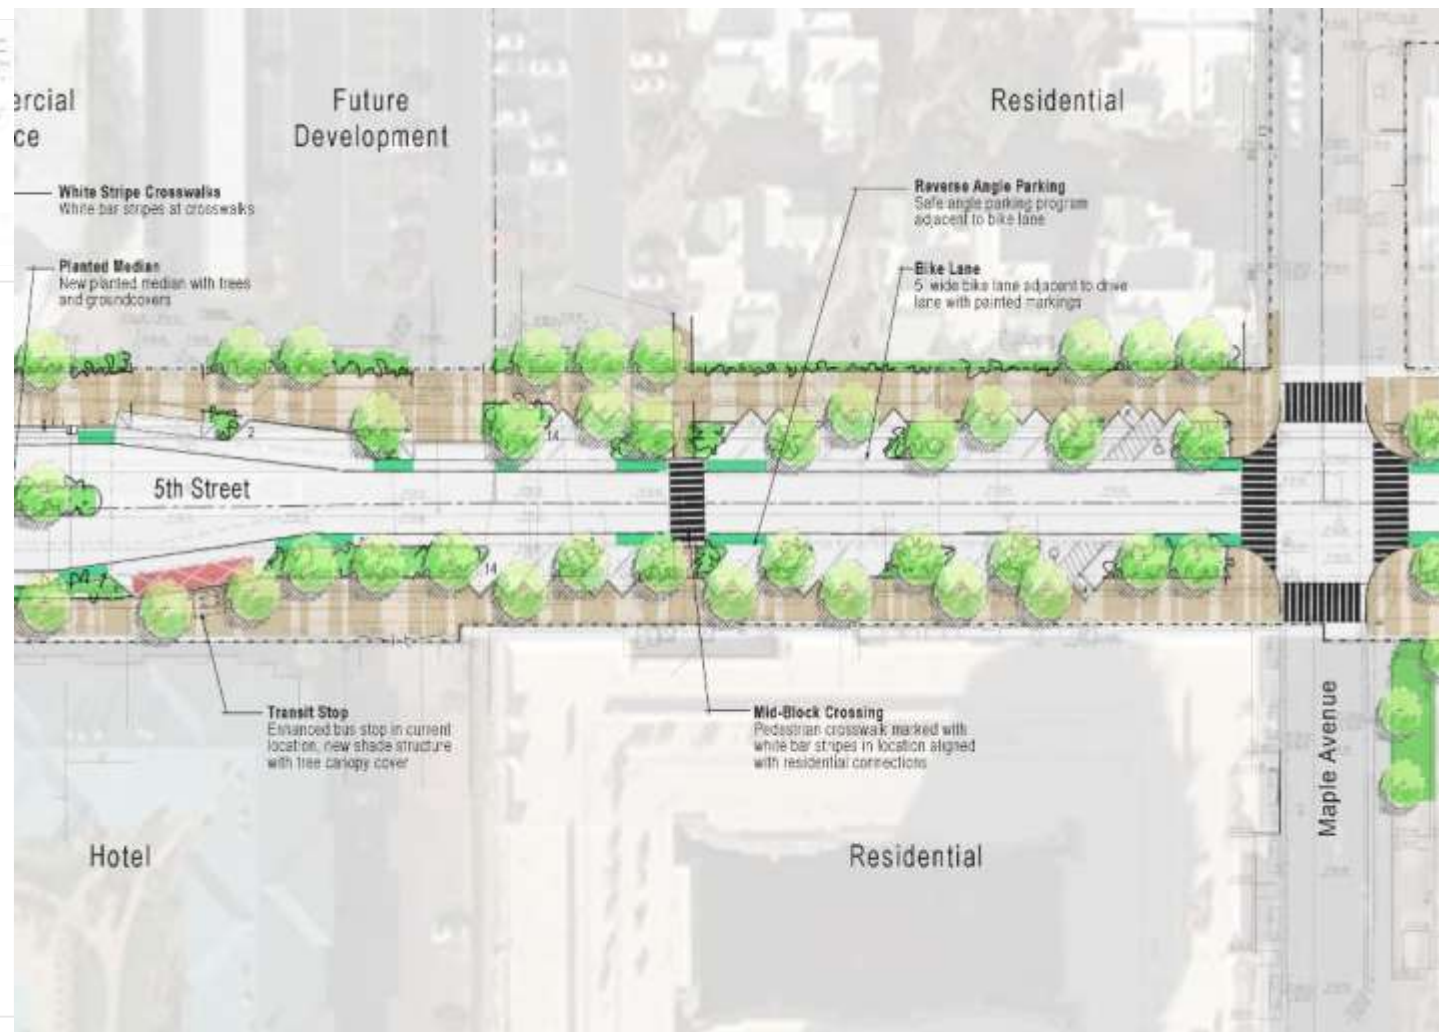 ercial
ce
Future
Development
Residential
White Stripe Crosswalks
White bar stripes at crosswalks
Reverse Angle Parking
Safe angle parking program
adjacent to bike lane
Planted Median
New planted median with trees
and groundcovers
Bike Lane
5' wide bike lane adjacent to drive
lane with painted markings
2
14
5th Street
14
Transit Stop
Enhanced bus stop in current
location, new shade structure
with tree canopy cover
Mid-Block Crossing
Pedestrian crosswalk marked with
white bar stripes in location aligned
with residential connections
Maple Avenue
Hotel
Residential